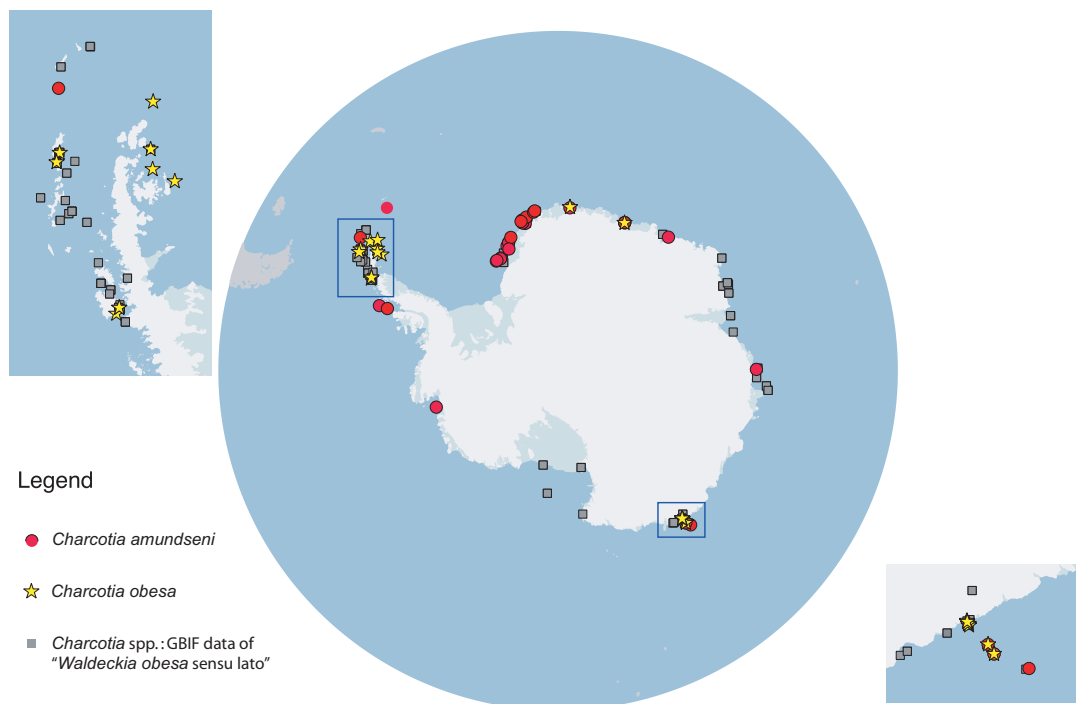 Legend
Charcotia amundseni
Charcotia obesa
Charcotia spp.: GBIF data of
“Waldeckia obesa sensu lato”